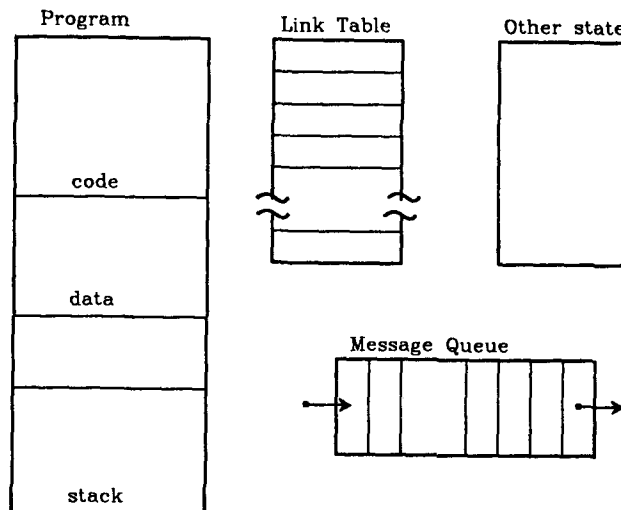 Program
Link Table
Other state
code
data
Message Queue
stack